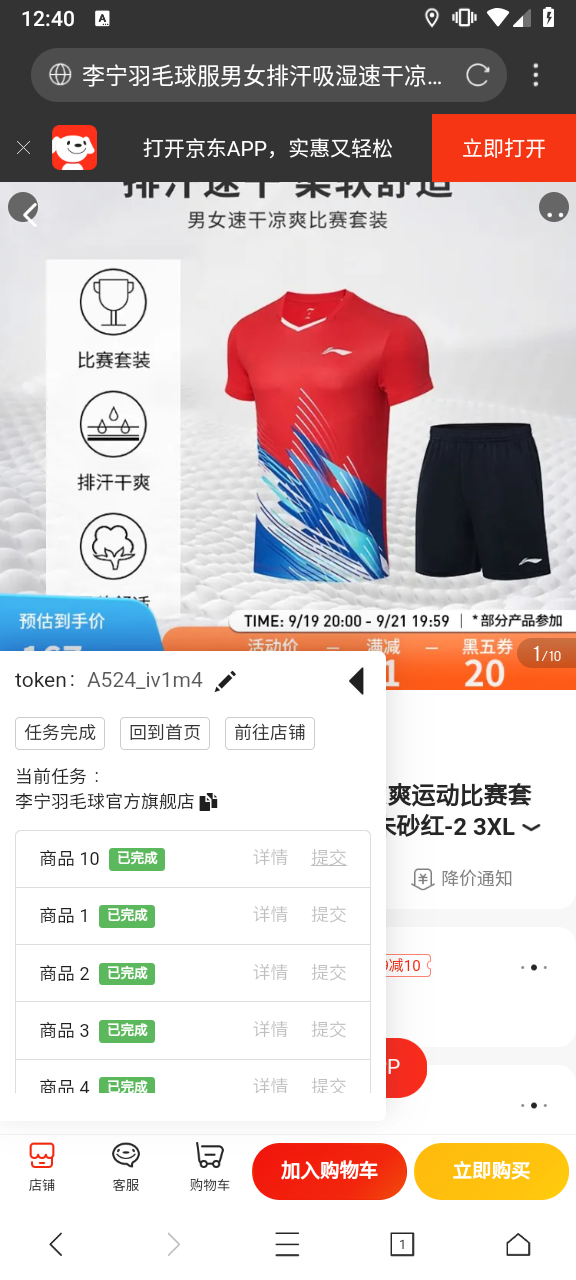 12:40
A
李宁羽毛球服男女排汗吸湿速干凉...
打开京东APP，实惠又轻松
立即打开
排汗速干 柔软舒适
男女速干凉爽比赛套装
比赛套装
排汗干爽
预估到手价
TIME: 9/19 20:00 - 9/21 19:59 | *部分产品参加
活动价 — 满减 — 黑五券
167
1
20
1/10
token： A524_iv1m4
任务完成 回到首页 前往店铺
当前任务：
李宁羽毛球官方旗舰店
爽运动比赛套
朱砂红-2 3XL
降价通知
商品 10 已完成 详情 提交
商品 1 已完成 详情 提交
减10
商品 2 已完成 详情 提交
商品 3 已完成 详情 提交
P
商品 4 已完成 详情 提交
店铺
客服
购物车
加入购物车
立即购买
1